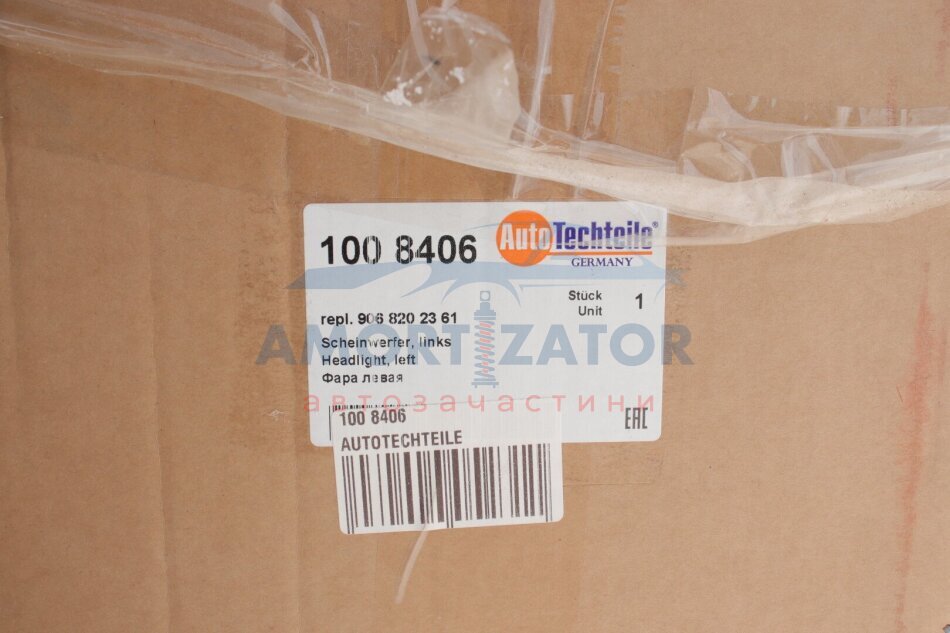 100 8406
AutoTechteile®
GERMANY
Stück
Unit
1
repl. 906 820 23 61
Scheinwerfer, links
Headlight, left
Фара левая
AMORTIZATOR
автозачастини
EAC
100 8406
AUTOTECHTEILE